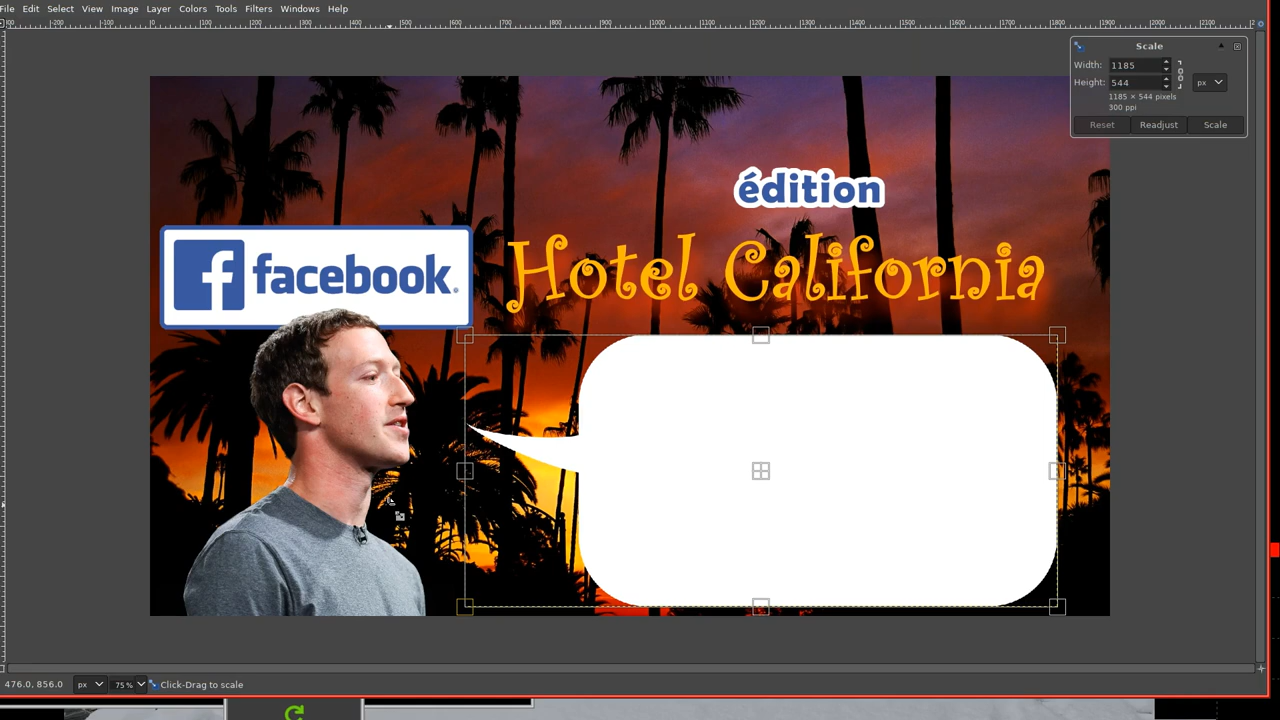 File Edit Select View Image Layer Colors Tools Filters Windows Help
Scale
Width: 1185
Height: 544
px
1185 × 544 pixels
300 ppi
Reset Readjust Scale
édition
f facebook.
Hotel California
476.0, 856.0 px 75% Click-Drag to scale